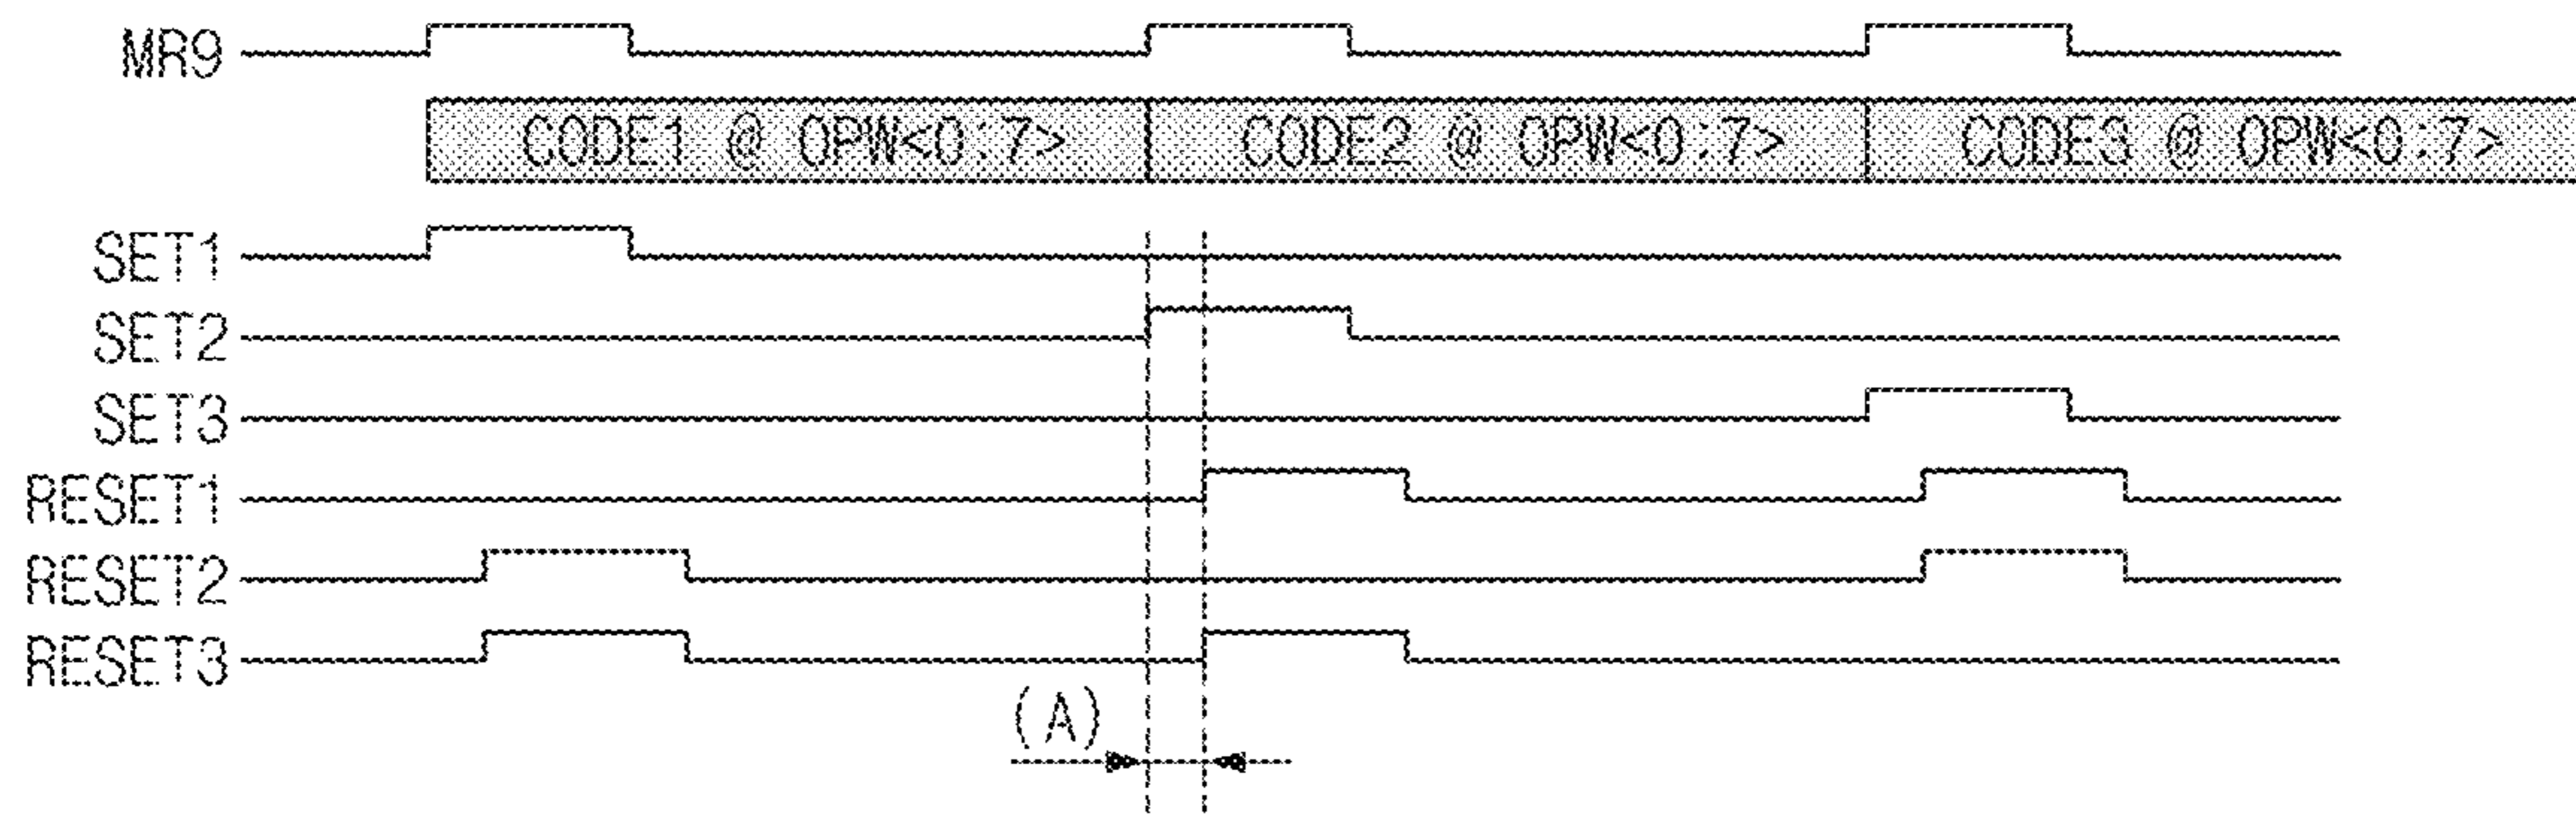 MR9
CODE1 @ OPW<0:7> CODE2 @ OPW<0:7> CODE3 @ OPW<0:7>
SET1
SET2
SET3
RESET1
RESET2
RESET3
(A)